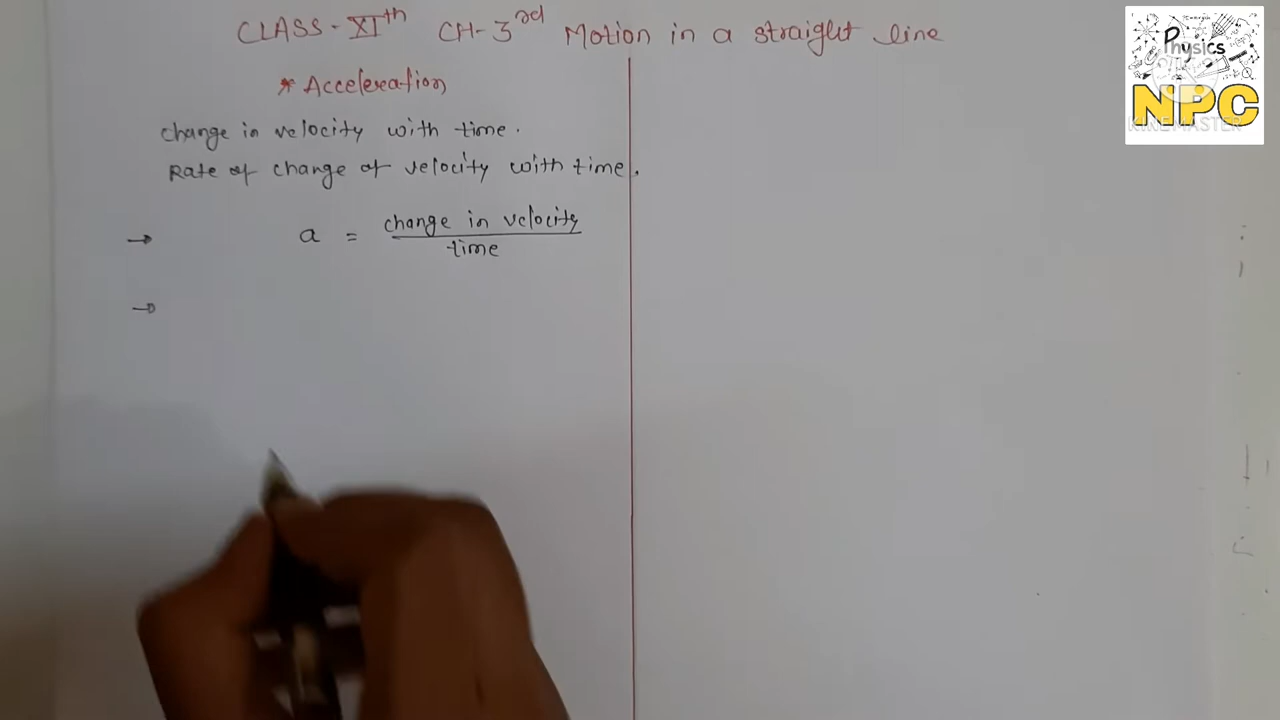 CLASS - XIth CH-3rd Motion in a straight line
* Acceleration
change in velocity with time.
Rate of change of velocity with time.
→ a = change in velocity
time
→
Physics
NPC
KINEMASTER